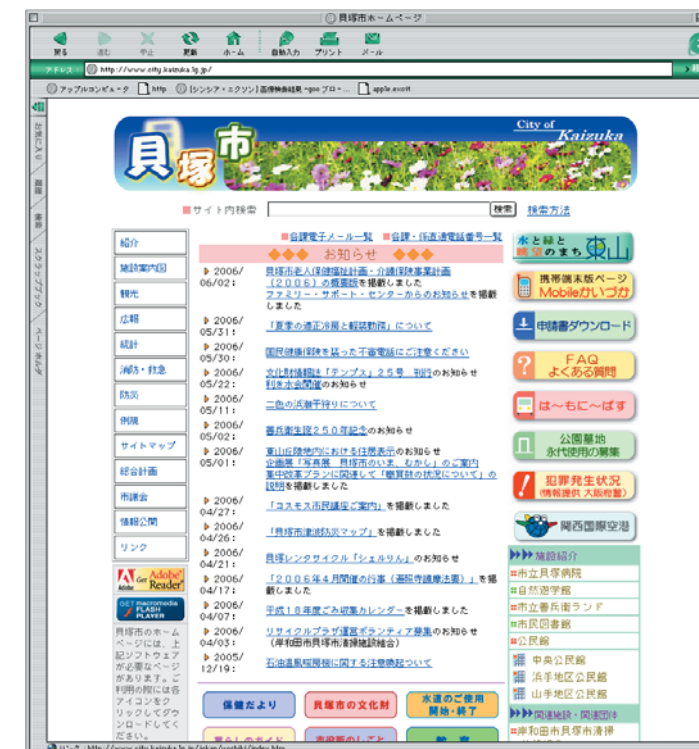 貝塚市ホームページ
戻る 進む 中止 更新 ホーム 自動入力 プリント メール
アドレス: http://www.city.kaizuka.lg.jp/
アップルコンピュータ http
お気に入り
履歴
検索
スクラップブック
ページホルダ
貝塚市
City of
Kaizuka
サイト内検索 検索 検索方法
紹介
施設案内図
観光
広報
統計
消防・救急
防災
例規
サイトマップ
総合計画
市議会
情報公開
リンク
Get Adobe Reader
Adobe
GET macromedia
FLASH
PLAYER
貝塚市のホーム
ページには、上
記ソフトウェア
が必要なページ
があります。ご
利用の際には各
アイコンをク
リックしてダウ
ンロードしてく
ださい。
各課電子メール一覧 各課・係直通電話番号一覧
◆◆◆ お知らせ ◆◆◆
2006/
06/02:
貝塚市老人保健福祉計画・介護保険事業計画
(2006)の概要版を掲載しました
ファミリー・サポート・センターからのお知らせを掲載
しました
2006/
05/31:
「夏季の適正冷房と軽装勤務」について
2006/
05/30:
国民健康保険を装った不審電話にご注意ください
2006/
05/22:
文化財情報誌「テンプス」25号 刊行のお知らせ
利き水会開催のお知らせ
2006/
05/11:
二色の浜潮干狩りについて
2006/
05/02:
善兵衛生誕250年記念のお知らせ
2006/
05/01:
東山丘陵地内における住居表示のお知らせ
企画展「写真展 貝塚市のいま、むかし」のご案内
集中改革プランに関連して「職員数の状況について」の
説明を掲載しました
2006/
04/27:
「コスモス市民講座ご案内」を掲載しました
2006/
04/26:
「貝塚市津波防災マップ」を掲載しました
2006/
04/21:
貝塚レンタサイクル「シェルりん」のお知らせ
2006/
04/17:
「2006年4月開催の行事(善照寺護摩法要)」を掲
載しました
2006/
04/07:
平成18年度ごみ収集カレンダーを掲載しました
2006/
04/03:
リサイクルプラザ運営ボランティア募集のお知らせ
(岸和田市貝塚市清掃施設組合)
2005/
12/19:
石油温風暖房機に関する注意喚起ついて
保健だより 貝塚市の文化財 水道のご使用
開始・終了
暮らしのガイド 市役所のしごと 教育
水と緑と
眺望のまち 東山
携帯端末版ページ
Mobileかいづか
申請書ダウンロード
FAQ
よくある質問
は~もに~ばす
公園墓地
永代使用の募集
犯罪発生状況
(情報提供 大阪府警)
関西国際空港
施設紹介
市立貝塚病院
自然遊学館
市立善兵衛ランド
市民図書館
公民館
中央公民館
浜手地区公民館
山手地区公民館
関連施設・関連団体
岸和田市貝塚市清掃